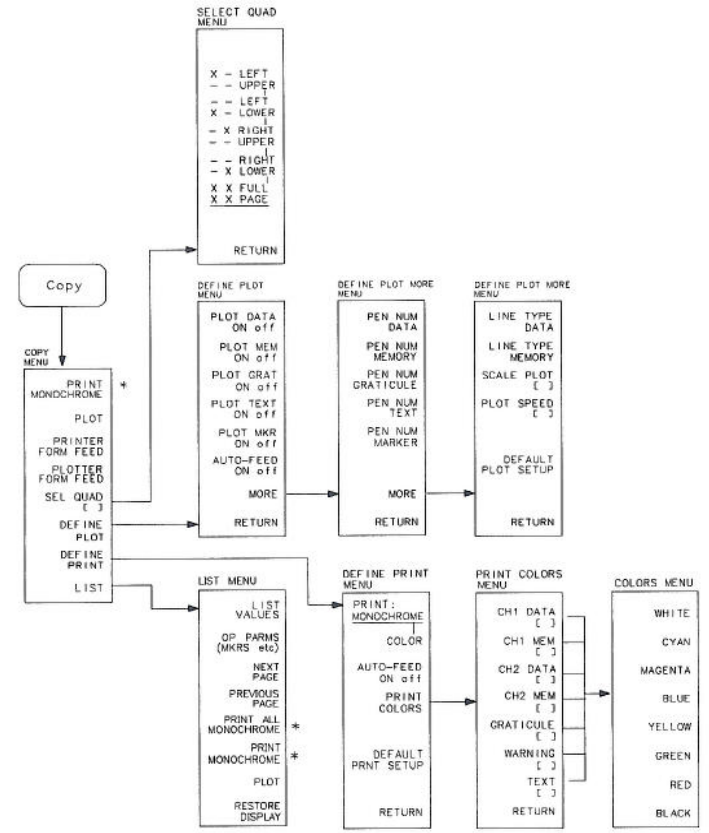 SELECT QUAD
MENU
X - LEFT
- - UPPER
- - LEFT
X - LOWER
- X RIGHT
- - UPPER
- - RIGHT
- X LOWER
X X FULL
X X PAGE
RETURN
Copy
COPY
MENU
PRINT
MONOCHROME *
PLOT
PRINTER
FORM FEED
PLOTTER
FORM FEED
SEL QUAD
[ ]
DEFINE
PLOT
DEFINE
PRINT
LIST
DEFINE PLOT
MENU
PLOT DATA
ON off
PLOT MEM
ON off
PLOT GRAT
ON off
PLOT TEXT
ON off
PLOT MKR
ON off
AUTO-FEED
ON off
MORE
RETURN
DEFINE PLOT MORE
MENU
PEN NUM
DATA
PEN NUM
MEMORY
PEN NUM
GRATICULE
PEN NUM
TEXT
PEN NUM
MARKER
MORE
RETURN
DEFINE PLOT MORE
MENU
LINE TYPE
DATA
LINE TYPE
MEMORY
SCALE PLOT
[ ]
PLOT SPEED
[ ]
DEFAULT
PLOT SETUP
RETURN
LIST MENU
LIST
VALUES
OP PARMS
(MKRS etc)
NEXT
PAGE
PREVIOUS
PAGE
PRINT ALL
MONOCHROME *
PRINT
MONOCHROME *
PLOT
RESTORE
DISPLAY
DEFINE PRINT
MENU
PRINT:
MONOCHROME
COLOR
AUTO-FEED
ON off
PRINT
COLORS
DEFAULT
PRNT SETUP
RETURN
PRINT COLORS
MENU
CH1 DATA
[ ]
CH1 MEM
[ ]
CH2 DATA
[ ]
CH2 MEM
[ ]
GRATICULE
[ ]
WARNING
[ ]
TEXT
[ ]
RETURN
COLORS MENU
WHITE
CYAN
MAGENTA
BLUE
YELLOW
GREEN
RED
BLACK